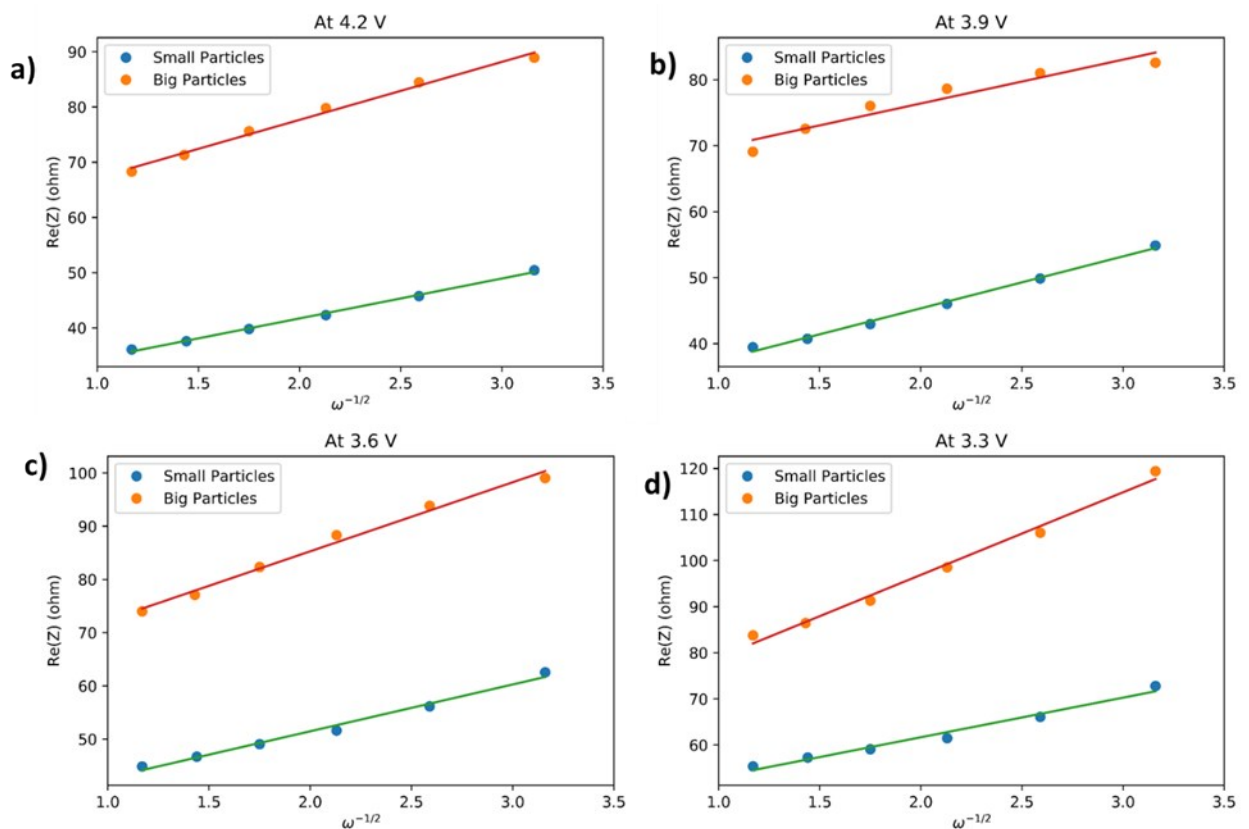 a)
At 4.2 V
Small Particles
Big Particles
Re(Z) (ohm)
90
80
70
60
50
40
1.0 1.5 2.0 2.5 3.0 3.5
ω^{-1/2}
b)
At 3.9 V
Small Particles
Big Particles
Re(Z) (ohm)
80
70
60
50
40
1.0 1.5 2.0 2.5 3.0 3.5
ω^{-1/2}
c)
At 3.6 V
Small Particles
Big Particles
Re(Z) (ohm)
100
90
80
70
60
50
1.0 1.5 2.0 2.5 3.0 3.5
ω^{-1/2}
d)
At 3.3 V
Small Particles
Big Particles
Re(Z) (ohm)
120
110
100
90
80
70
60
1.0 1.5 2.0 2.5 3.0 3.5
ω^{-1/2}